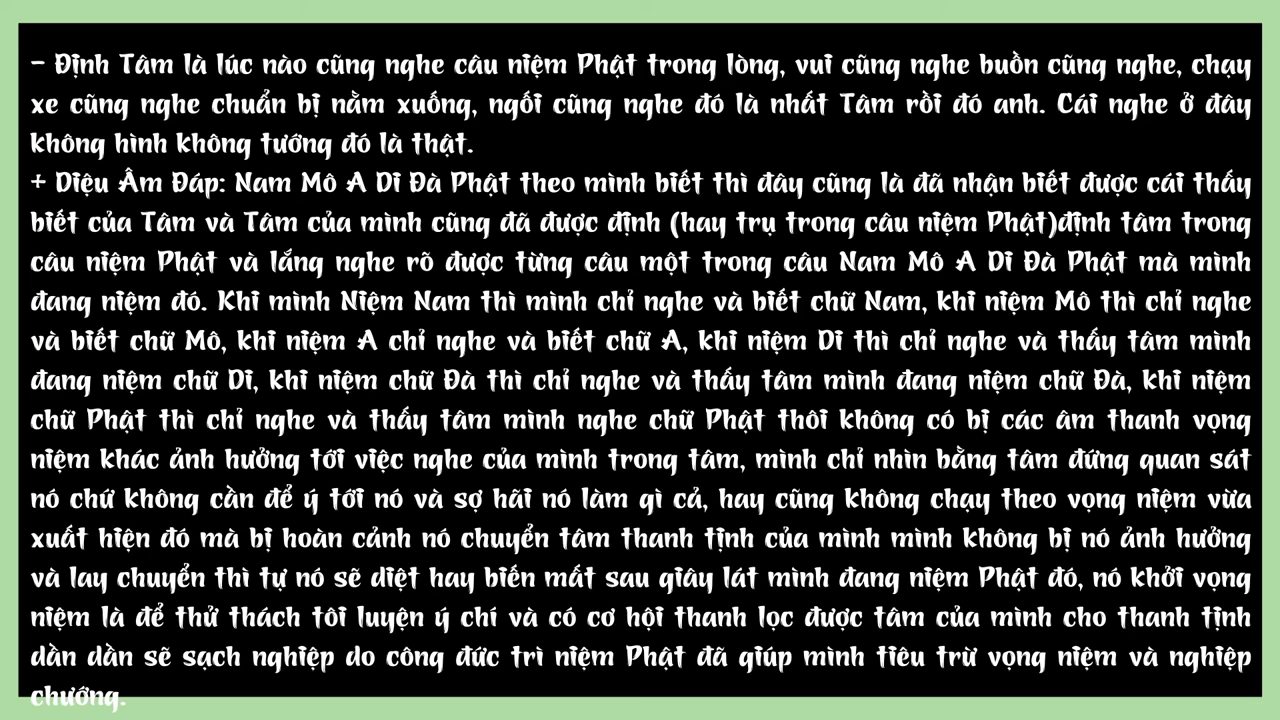 – Định Tâm là lúc nào cũng nghe câu niệm Phật trong lòng, vui cũng nghe buồn cũng nghe, chạy
xe cũng nghe chuẩn bị nằm xuống, ngồi cũng nghe đó là nhất Tâm rồi đó anh. Cái nghe ở đây
không hình không tướng đó là thật.
+ Diệu Âm Đáp: Nam Mô A Di Đà Phật theo mình biết thì đây cũng là đã nhận biết được cái thấy
biết của Tâm và Tâm của mình cũng đã được định (hay trụ trong câu niệm Phật)định tâm trong
câu niệm Phật và lắng nghe rõ được từng câu một trong câu Nam Mô A Di Đà Phật mà mình
đang niệm đó. Khi mình Niệm Nam thì mình chỉ nghe và biết chữ Nam, khi niệm Mô thì chỉ nghe
và biết chữ Mô, khi niệm A chỉ nghe và biết chữ A, khi niệm Di thì chỉ nghe và thấy tâm mình
đang niệm chữ Di, khi niệm chữ Đà thì chỉ nghe và thấy tâm mình đang niệm chữ Đà, khi niệm
chữ Phật thì chỉ nghe và thấy tâm mình nghe chữ Phật thôi không có bị các âm thanh vọng
niệm khác ảnh hưởng tới việc nghe của mình trong tâm, mình chỉ nhìn bằng tâm đứng quan sát
nó chứ không cần để ý tới nó và sợ hãi nó làm gì cả, hay cũng không chạy theo vọng niệm vừa
xuất hiện đó mà bị hoàn cảnh nó chuyển tâm thanh tịnh của mình mình không bị nó ảnh hưởng
và lay chuyển thì tự nó sẽ diệt hay biến mất sau giây lát mình đang niệm Phật đó, nó khởi vọng
niệm là để thử thách tôi luyện ý chí và có cơ hội thanh lọc được tâm của mình cho thanh tịnh
dần dần sẽ sạch nghiệp do công đức trì niệm Phật đã giúp mình tiêu trừ vọng niệm và nghiệp
chướng.